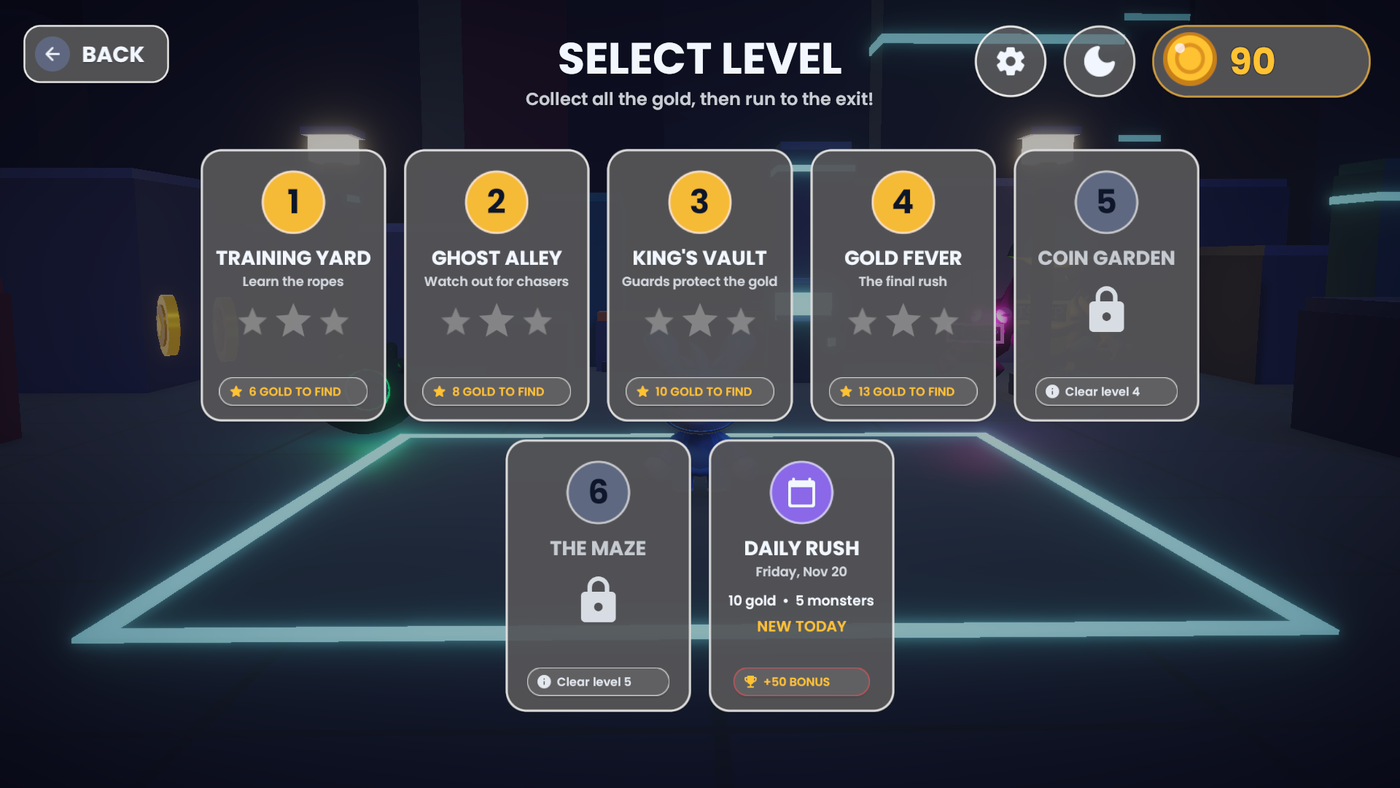 BACK
SELECT LEVEL
Collect all the gold, then run to the exit!
90
1
TRAINING YARD
Learn the ropes
6 GOLD TO FIND
2
GHOST ALLEY
Watch out for chasers
8 GOLD TO FIND
3
KING'S VAULT
Guards protect the gold
10 GOLD TO FIND
4
GOLD FEVER
The final rush
13 GOLD TO FIND
5
COIN GARDEN
Clear level 4
6
THE MAZE
Clear level 5
DAILY RUSH
Friday, Nov 20
10 gold • 5 monsters
NEW TODAY
+50 BONUS